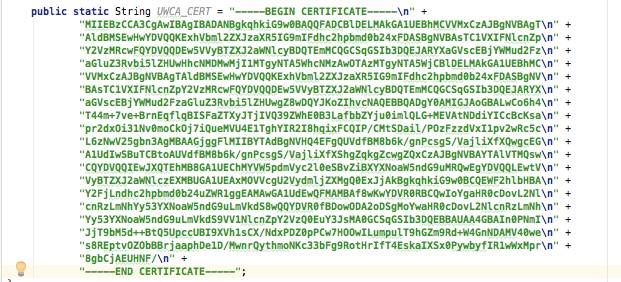 public static String UWCA_CERT = "-----BEGIN CERTIFICATE-----\n" +
"MIIEBzCCA3CgAwIBAgIBADANBgkqhkiG9w0BAQQFADCBlDELMAkGA1UEBhMCVVMxCzAJBgNVBAgT\n" +
"AldBMSEwHwYDVQQKExhVbml2ZXJzaXR5IG9mIFdhc2hpbmd0b24xFDASBgNVBAsTC1VXIFNlcnZp\n" +
"Y2VzMRcwFQYDVQQDEw5VVyBTZXJ2aWNlcyBDQTEmMCQGCSqGSIb3DQEJARYXaGVscEBjYWMud2Fz\n" +
"aGluZ3Rvbi5lZHUwHhcNMDMwMjI1MTgyNTA5WhcNMzAwOTAzMTgyNTA5WjCBlDELMAkGA1UEBhMC\n" +
"VVMxCzAJBgNVBAgTAldBMSEwHwYDVQQKExhVbml2ZXJzaXR5IG9mIFdhc2hpbmd0b24xFDASBgNV\n" +
"BAsTC1VXIFNlcnZpY2VzMRcwFQYDVQQDEw5VVyBTZXJ2aWNlcyBDQTEmMCQGCSqGSIb3DQEJARYX\n" +
"aGVscEBjYWMud2FzaGluZ3Rvbi5lZHUwgZ8wDQYJKoZIhvcNAQEBBQADgY0AMIGJAoGBALwCo6h4\n" +
"T44m+7ve+BrnEqflqBISFaZTXyJTjIVQ39ZWhE0B3LafbbZYju0imlQLG+MEVAtNDdiYICcBcKsa\n" +
"pr2dxOi31Nv0moCkOj7iQueMVU4E1TghYIR2I8hqixFCQIP/CMtSDail/POzFzzdVxI1pv2wRc5c\n" +
"L6zNwV25gbn3AgMBAAGjggFlMIIBYTAdBgNVHQ4EFgQUVdfBM8b6k/gnPcsgS/VajliXfXQwgcEG\n" +
"A1UdIwSBuTCBtoAUVdfBM8b6k/gnPcsgS/VajliXfXShgZqkgZcwgZQxCzAJBgNVBAYTAlVTMQsw\n" +
"CQYDVQQIEwJXQTEhMB8GA1UEChMYVW5pdmVyc2l0eSBvZiBXYXNoaW5ndG9uMRQwEgYDVQQLEwtV\n" +
"VyBTZXJ2aWNlczEXMBUGA1UEAxMOVVcgU2VydmljZXMgQ0ExJjAkBgkqhkiG9w0BCQEWF2hlbHBA\n" +
"Y2FjLndhc2hpbmd0b24uZWR1ggEAMAwGA1UdEwQFMAMBAf8wKwYDVR0RBCQwIoYgaHR0cDovL2Nl\n" +
"cnRzLmNhYy53YXNoaW5ndG9uLmVkdS8wQQYDVR0fBDowODA2oDSgMoYwaHR0cDovL2NlcnRzLmNh\n" +
"Yy53YXNoaW5ndG9uLmVkdS9VV1NlcnZpY2VzQ0EuY3JsMA0GCSqGSIb3DQEBBAUAA4GBAIn0PNmI\n" +
"JjT9bM5d++BtQ5UpccUBI9XVh1sCX/NdxPDZ0pPCw7HOOwILumpulT9hGZm9Rd+W4GnNDAMV40we\n" +
"s8REptvOZObBBrjaaphDe1D/MwnrQythmoNKc33bFg9RotHrIfT4EskaIXSx0PywbyfIR1wWxMpr\n" +
"8gbCjAEUHNF/\n" +
"-----END CERTIFICATE-----";